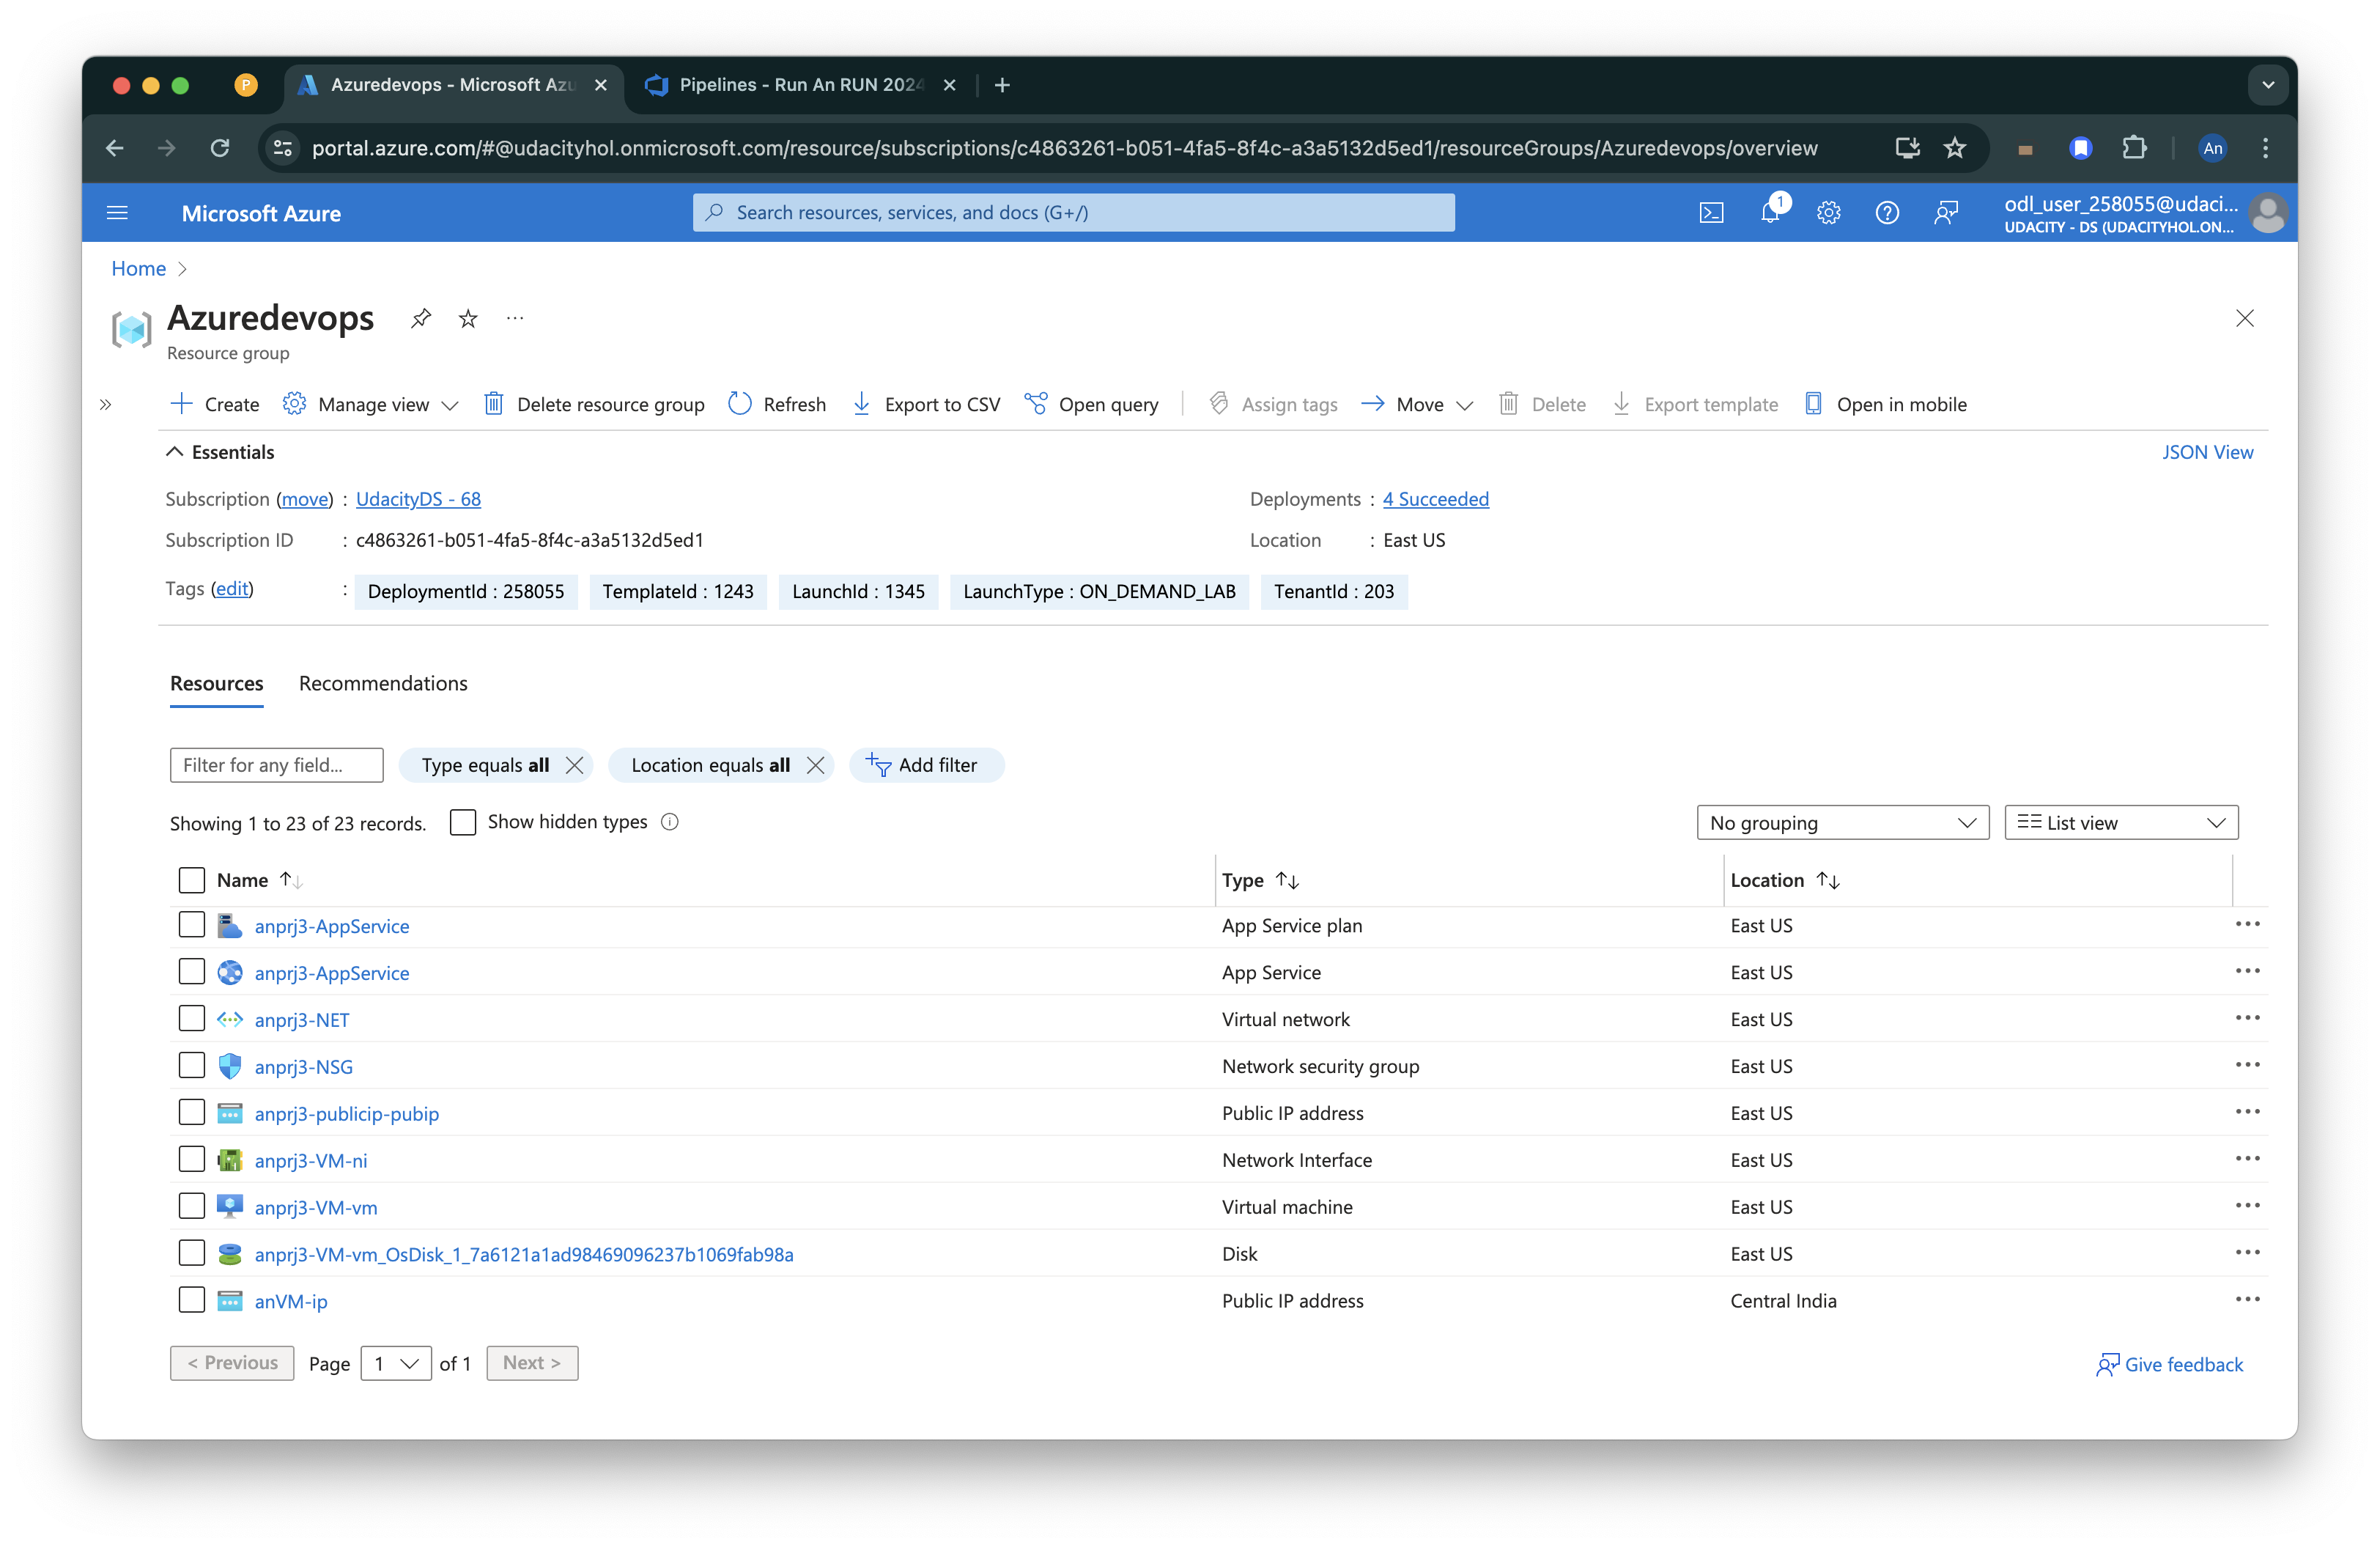 P
Azuredevops - Microsoft Azu
Pipelines - Run An RUN 2024
portal.azure.com/#@udacityhol.onmicrosoft.com/resource/subscriptions/c4863261-b051-4fa5-8f4c-a3a5132d5ed1/resourceGroups/Azuredevops/overview
An
Microsoft Azure
Search resources, services, and docs (G+/)
1
odl_user_258055@udaci...
UDACITY - DS (UDACITYHOL.ON...
Home
Azuredevops
Resource group
Create
Manage view
Delete resource group
Refresh
Export to CSV
Open query
Assign tags
Move
Delete
Export template
Open in mobile
Essentials
JSON View
Subscription (move) : UdacityDS - 68
Deployments : 4 Succeeded
Subscription ID : c4863261-b051-4fa5-8f4c-a3a5132d5ed1
Location : East US
Tags (edit) : DeploymentId : 258055 TemplateId : 1243 LaunchId : 1345 LaunchType : ON_DEMAND_LAB TenantId : 203
Resources Recommendations
Filter for any field... Type equals all Location equals all Add filter
Showing 1 to 23 of 23 records. Show hidden types
No grouping List view
Name Type Location
anprj3-AppService App Service plan East US
anprj3-AppService App Service East US
anprj3-NET Virtual network East US
anprj3-NSG Network security group East US
anprj3-publicip-pubip Public IP address East US
anprj3-VM-ni Network Interface East US
anprj3-VM-vm Virtual machine East US
anprj3-VM-vm_OsDisk_1_7a6121a1ad98469096237b1069fab98a Disk East US
anVM-ip Public IP address Central India
< Previous Page 1 of 1 Next >
Give feedback